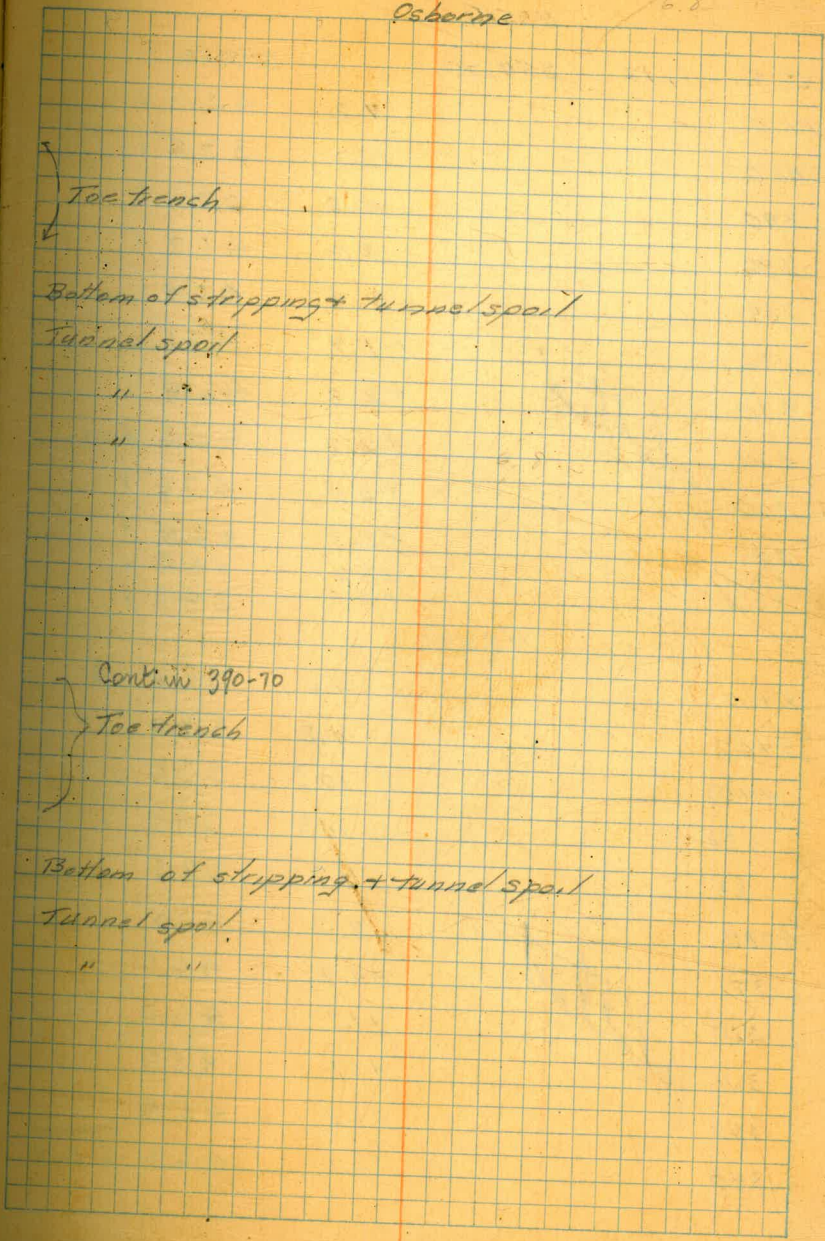 Osborne
Toe trench
Bottom of stripping + tunnel spoil
Tunnel spoil
"
"
Cont. in 390-70
Toe trench
Bottom of stripping + tunnel spoil
Tunnel spoil
" "